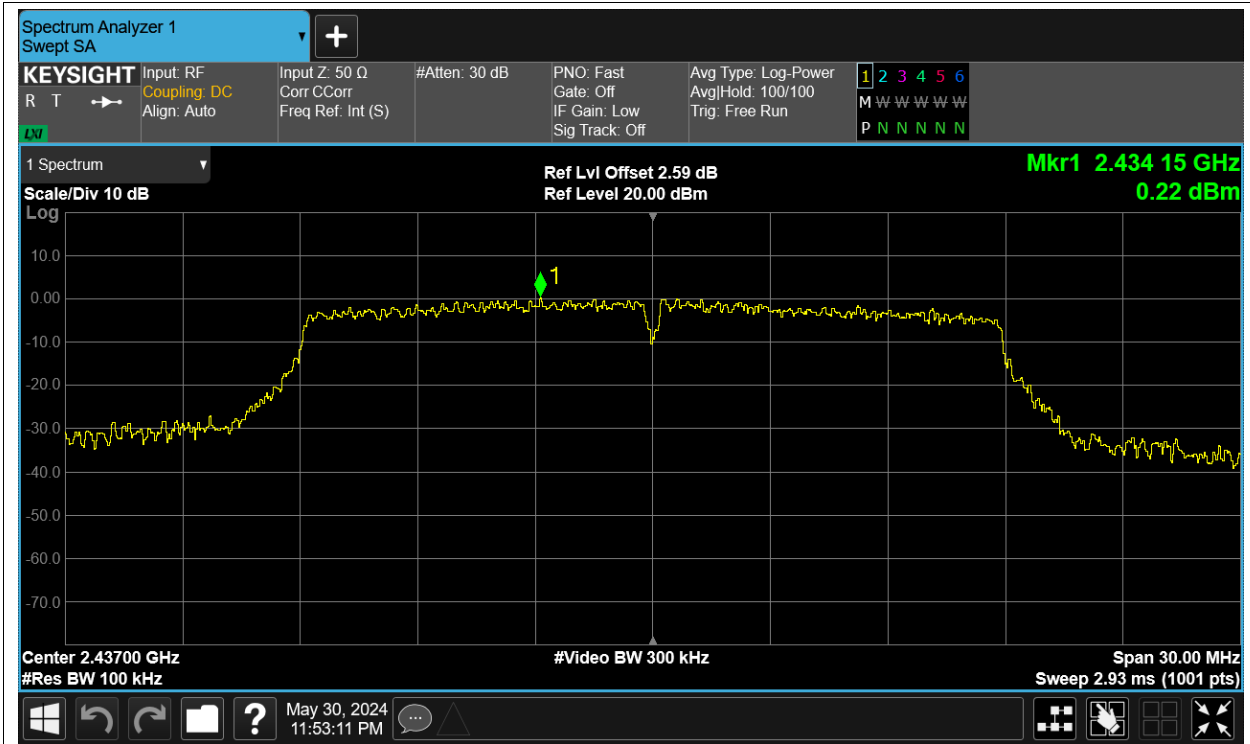 Spectrum Analyzer 1
Swept SA
+
KEYSIGHT
R T
LXI
Input: RF
Coupling: DC
Align: Auto
Input Z: 50 Ω
Corr CCorr
Freq Ref: Int (S)
#Atten: 30 dB
PNO: Fast
Gate: Off
IF Gain: Low
Sig Track: Off
Avg Type: Log-Power
Avg|Hold: 100/100
Trig: Free Run
1 2 3 4 5 6
M W W W W W
P N N N N N
1 Spectrum
Scale/Div 10 dB
Ref Lvl Offset 2.59 dB
Ref Level 20.00 dBm
Mkr1 2.434 15 GHz
0.22 dBm
Log
10.0
0.00
-10.0
-20.0
-30.0
-40.0
-50.0
-60.0
-70.0
1
Center 2.43700 GHz
#Res BW 100 kHz
#Video BW 300 kHz
Span 30.00 MHz
Sweep 2.93 ms (1001 pts)
?
May 30, 2024
11:53:11 PM